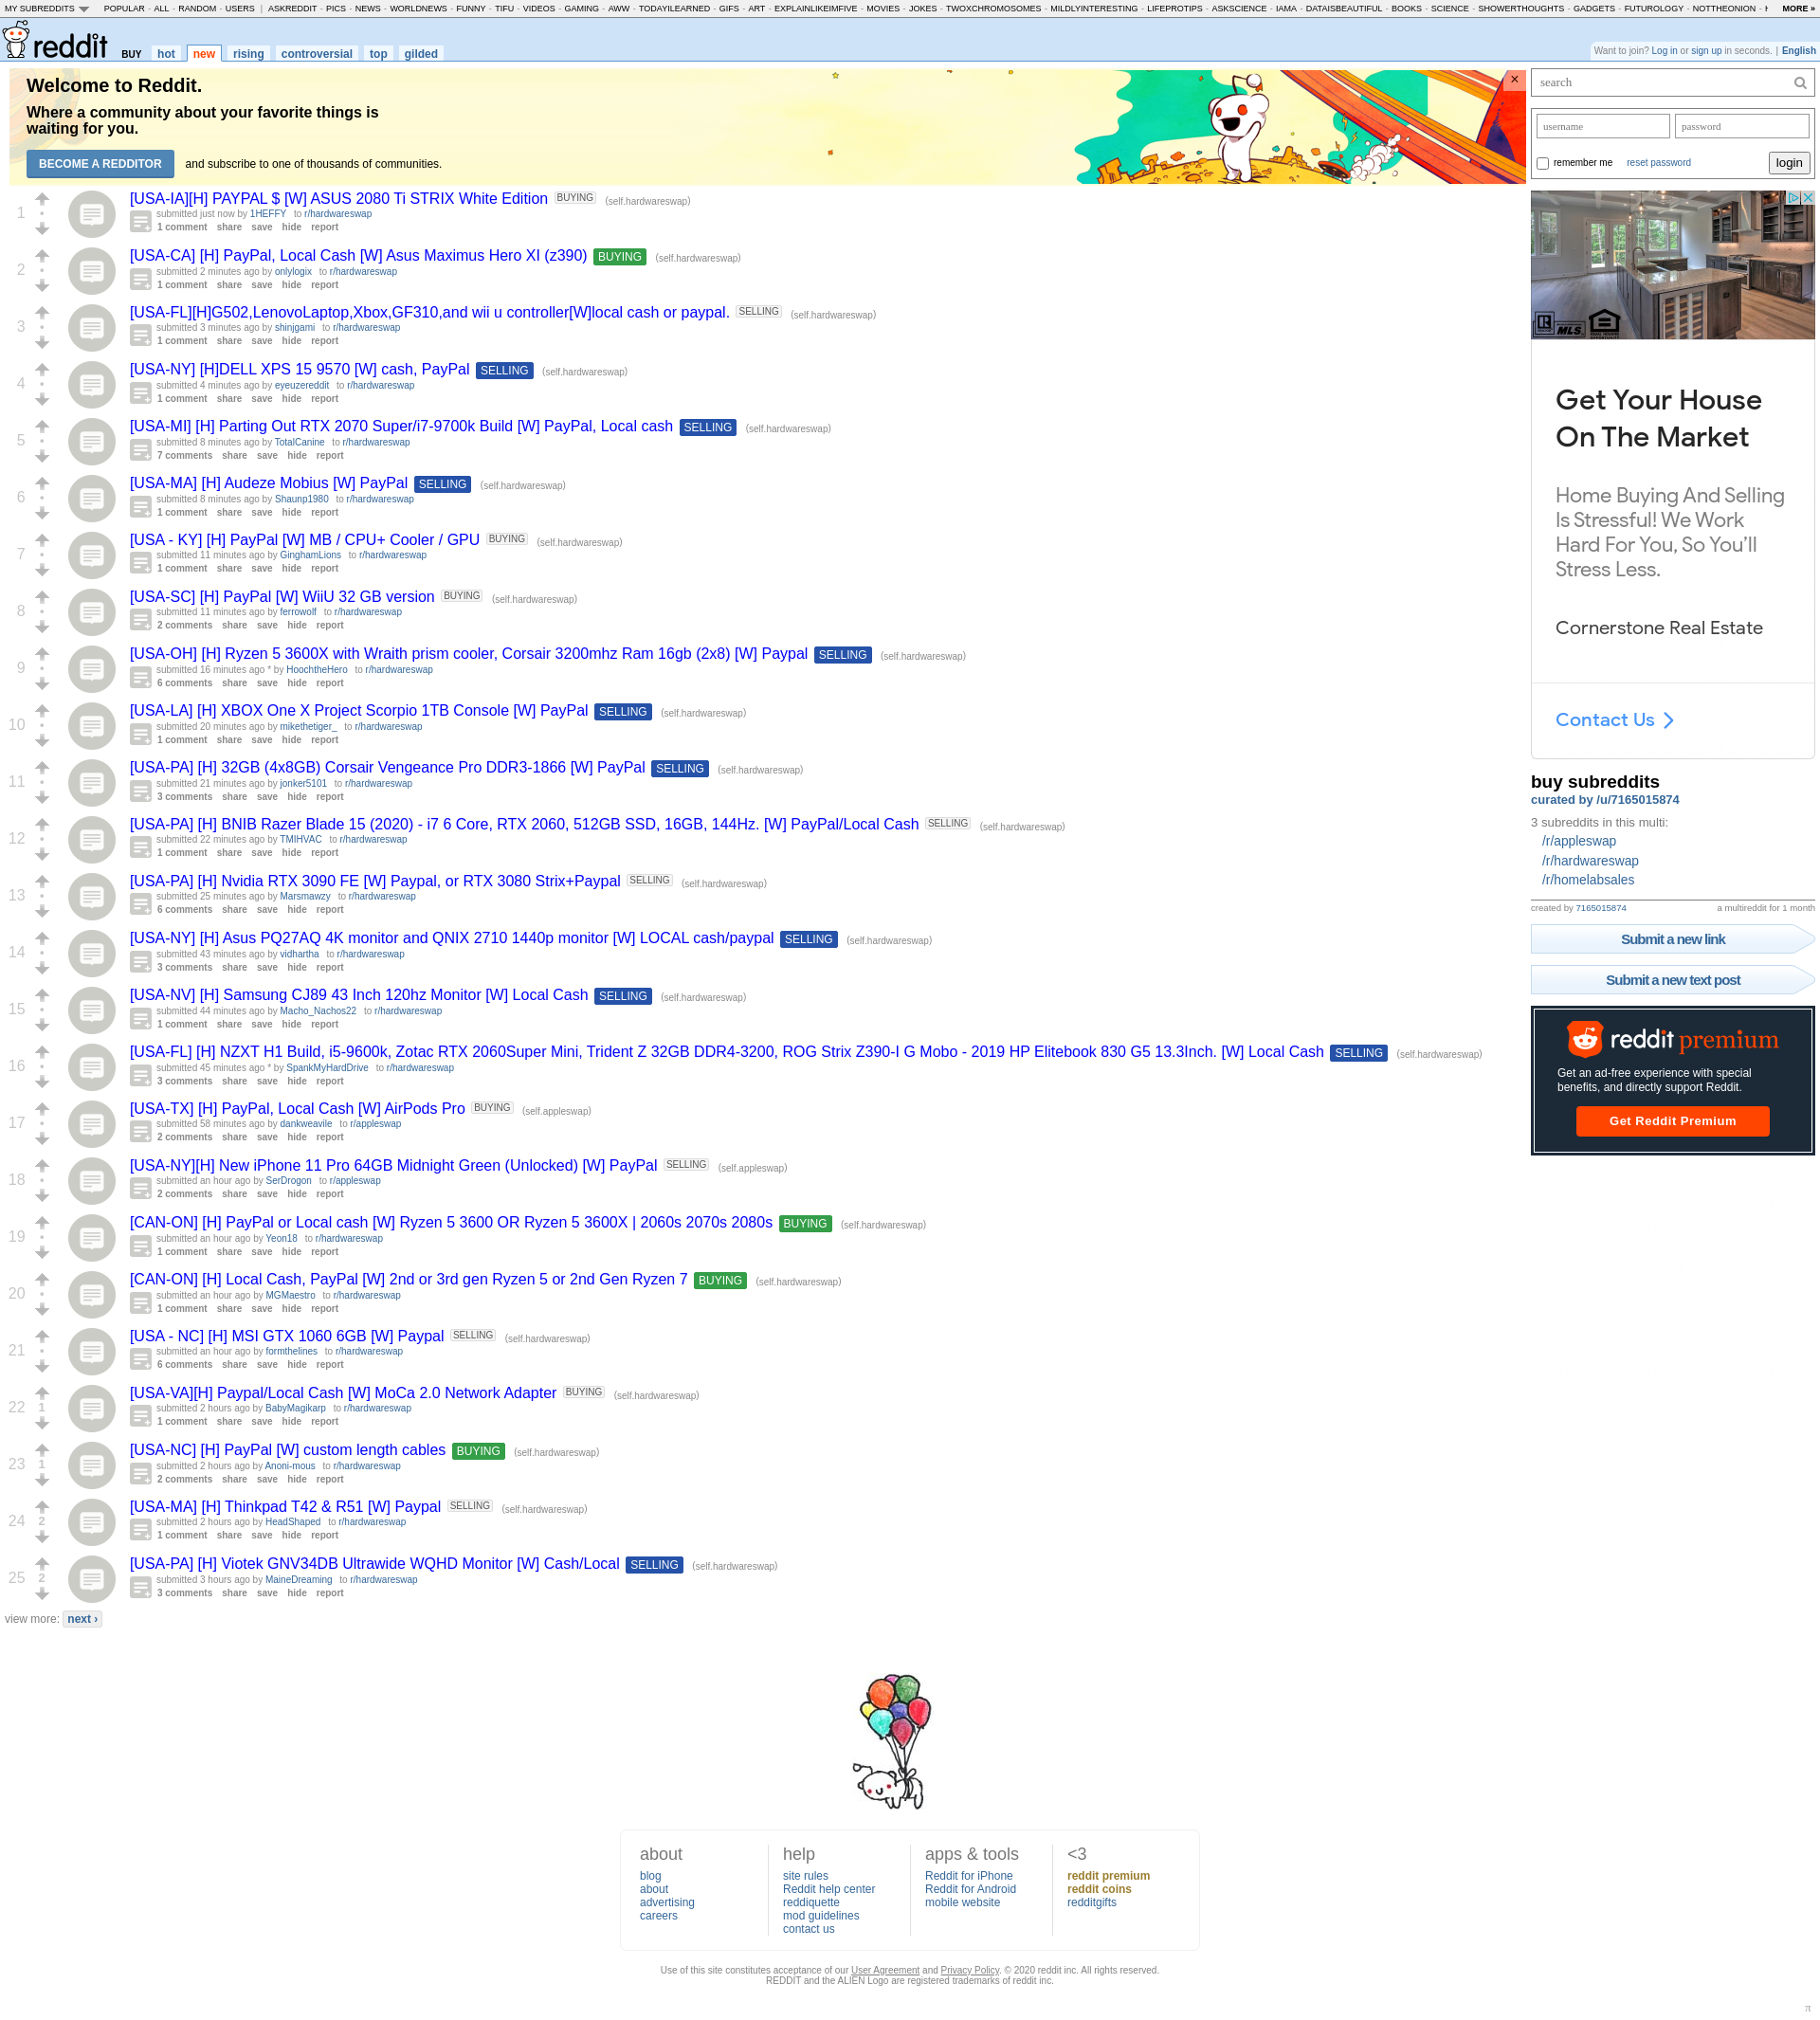 MY SUBREDDITS POPULAR - ALL - RANDOM - USERS | ASKREDDIT - PICS - NEWS - WORLDNEWS - FUNNY - TIFU - VIDEOS - GAMING - AWW - TODAYILEARNED - GIFS - ART - EXPLAINLIKEIMFIVE - MOVIES - JOKES - TWOXCHROMOSOMES - MILDLYINTERESTING - LIFEPROTIPS - ASKSCIENCE - IAMA - DATAISBEAUTIFUL - BOOKS - SCIENCE - SHOWERTHOUGHTS - GADGETS - FUTUROLOGY - NOTTHEONION - MORE »
reddit BUY hot new rising controversial top gilded
Want to join? Log in or sign up in seconds. | English
Welcome to Reddit.
Where a community about your favorite things is
waiting for you.
BECOME A REDDITOR and subscribe to one of thousands of communities.
×
1
[USA-IA][H] PAYPAL $ [W] ASUS 2080 Ti STRIX White Edition BUYING (self.hardwareswap)
submitted just now by 1HEFFY to r/hardwareswap
1 comment share save hide report
2
[USA-CA] [H] PayPal, Local Cash [W] Asus Maximus Hero XI (z390) BUYING (self.hardwareswap)
submitted 2 minutes ago by onlylogix to r/hardwareswap
1 comment share save hide report
3
[USA-FL][H]G502,LenovoLaptop,Xbox,GF310,and wii u controller[W]local cash or paypal. SELLING (self.hardwareswap)
submitted 3 minutes ago by shinjgami to r/hardwareswap
1 comment share save hide report
4
[USA-NY] [H]DELL XPS 15 9570 [W] cash, PayPal SELLING (self.hardwareswap)
submitted 4 minutes ago by eyeuzereddit to r/hardwareswap
1 comment share save hide report
5
[USA-MI] [H] Parting Out RTX 2070 Super/i7-9700k Build [W] PayPal, Local cash SELLING (self.hardwareswap)
submitted 8 minutes ago by TotalCanine to r/hardwareswap
7 comments share save hide report
6
[USA-MA] [H] Audeze Mobius [W] PayPal SELLING (self.hardwareswap)
submitted 8 minutes ago by Shaunp1980 to r/hardwareswap
1 comment share save hide report
7
[USA - KY] [H] PayPal [W] MB / CPU+ Cooler / GPU BUYING (self.hardwareswap)
submitted 11 minutes ago by GinghamLions to r/hardwareswap
1 comment share save hide report
8
[USA-SC] [H] PayPal [W] WiiU 32 GB version BUYING (self.hardwareswap)
submitted 11 minutes ago by ferrowolf to r/hardwareswap
2 comments share save hide report
9
[USA-OH] [H] Ryzen 5 3600X with Wraith prism cooler, Corsair 3200mhz Ram 16gb (2x8) [W] Paypal SELLING (self.hardwareswap)
submitted 16 minutes ago * by HoochtheHero to r/hardwareswap
6 comments share save hide report
10
[USA-LA] [H] XBOX One X Project Scorpio 1TB Console [W] PayPal SELLING (self.hardwareswap)
submitted 20 minutes ago by mikethetiger_ to r/hardwareswap
1 comment share save hide report
11
[USA-PA] [H] 32GB (4x8GB) Corsair Vengeance Pro DDR3-1866 [W] PayPal SELLING (self.hardwareswap)
submitted 21 minutes ago by jonker5101 to r/hardwareswap
3 comments share save hide report
12
[USA-PA] [H] BNIB Razer Blade 15 (2020) - i7 6 Core, RTX 2060, 512GB SSD, 16GB, 144Hz. [W] PayPal/Local Cash SELLING (self.hardwareswap)
submitted 22 minutes ago by TMIHVAC to r/hardwareswap
1 comment share save hide report
13
[USA-PA] [H] Nvidia RTX 3090 FE [W] Paypal, or RTX 3080 Strix+Paypal SELLING (self.hardwareswap)
submitted 25 minutes ago by Marsmawzy to r/hardwareswap
6 comments share save hide report
14
[USA-NY] [H] Asus PQ27AQ 4K monitor and QNIX 2710 1440p monitor [W] LOCAL cash/paypal SELLING (self.hardwareswap)
submitted 43 minutes ago by vidhartha to r/hardwareswap
3 comments share save hide report
15
[USA-NV] [H] Samsung CJ89 43 Inch 120hz Monitor [W] Local Cash SELLING (self.hardwareswap)
submitted 44 minutes ago by Macho_Nachos22 to r/hardwareswap
1 comment share save hide report
16
[USA-FL] [H] NZXT H1 Build, i5-9600k, Zotac RTX 2060Super Mini, Trident Z 32GB DDR4-3200, ROG Strix Z390-I G Mobo - 2019 HP Elitebook 830 G5 13.3Inch. [W] Local Cash SELLING (self.hardwareswap)
submitted 45 minutes ago * by SpankMyHardDrive to r/hardwareswap
3 comments share save hide report
17
[USA-TX] [H] PayPal, Local Cash [W] AirPods Pro BUYING (self.appleswap)
submitted 58 minutes ago by dankweavile to r/appleswap
2 comments share save hide report
18
[USA-NY][H] New iPhone 11 Pro 64GB Midnight Green (Unlocked) [W] PayPal SELLING (self.appleswap)
submitted an hour ago by SerDrogon to r/appleswap
2 comments share save hide report
19
[CAN-ON] [H] PayPal or Local cash [W] Ryzen 5 3600 OR Ryzen 5 3600X | 2060s 2070s 2080s BUYING (self.hardwareswap)
submitted an hour ago by Yeon18 to r/hardwareswap
1 comment share save hide report
20
[CAN-ON] [H] Local Cash, PayPal [W] 2nd or 3rd gen Ryzen 5 or 2nd Gen Ryzen 7 BUYING (self.hardwareswap)
submitted an hour ago by MGMaestro to r/hardwareswap
1 comment share save hide report
21
[USA - NC] [H] MSI GTX 1060 6GB [W] Paypal SELLING (self.hardwareswap)
submitted an hour ago by formthelines to r/hardwareswap
6 comments share save hide report
22 1
[USA-VA][H] Paypal/Local Cash [W] MoCa 2.0 Network Adapter BUYING (self.hardwareswap)
submitted 2 hours ago by BabyMagikarp to r/hardwareswap
1 comment share save hide report
23 1
[USA-NC] [H] PayPal [W] custom length cables BUYING (self.hardwareswap)
submitted 2 hours ago by Anoni-mous to r/hardwareswap
2 comments share save hide report
24 2
[USA-MA] [H] Thinkpad T42 & R51 [W] Paypal SELLING (self.hardwareswap)
submitted 2 hours ago by HeadShaped to r/hardwareswap
1 comment share save hide report
25 2
[USA-PA] [H] Viotek GNV34DB Ultrawide WQHD Monitor [W] Cash/Local SELLING (self.hardwareswap)
submitted 3 hours ago by MaineDreaming to r/hardwareswap
3 comments share save hide report
view more: next ›
search
username password
remember me reset password login
R MLS
Get Your House
On The Market
Home Buying And Selling
Is Stressful! We Work
Hard For You, So You'll
Stress Less.
Cornerstone Real Estate
Contact Us
buy subreddits
curated by /u/7165015874
3 subreddits in this multi:
/r/appleswap
/r/hardwareswap
/r/homelabsales
created by 7165015874 a multireddit for 1 month
Submit a new link
Submit a new text post
reddit premium
Get an ad-free experience with special
benefits, and directly support Reddit.
Get Reddit Premium
about
blog
about
advertising
careers
help
site rules
Reddit help center
reddiquette
mod guidelines
contact us
apps & tools
Reddit for iPhone
Reddit for Android
mobile website
<3
reddit premium
reddit coins
redditgifts
Use of this site constitutes acceptance of our User Agreement and Privacy Policy. © 2020 reddit inc. All rights reserved.
REDDIT and the ALIEN Logo are registered trademarks of reddit inc.
π